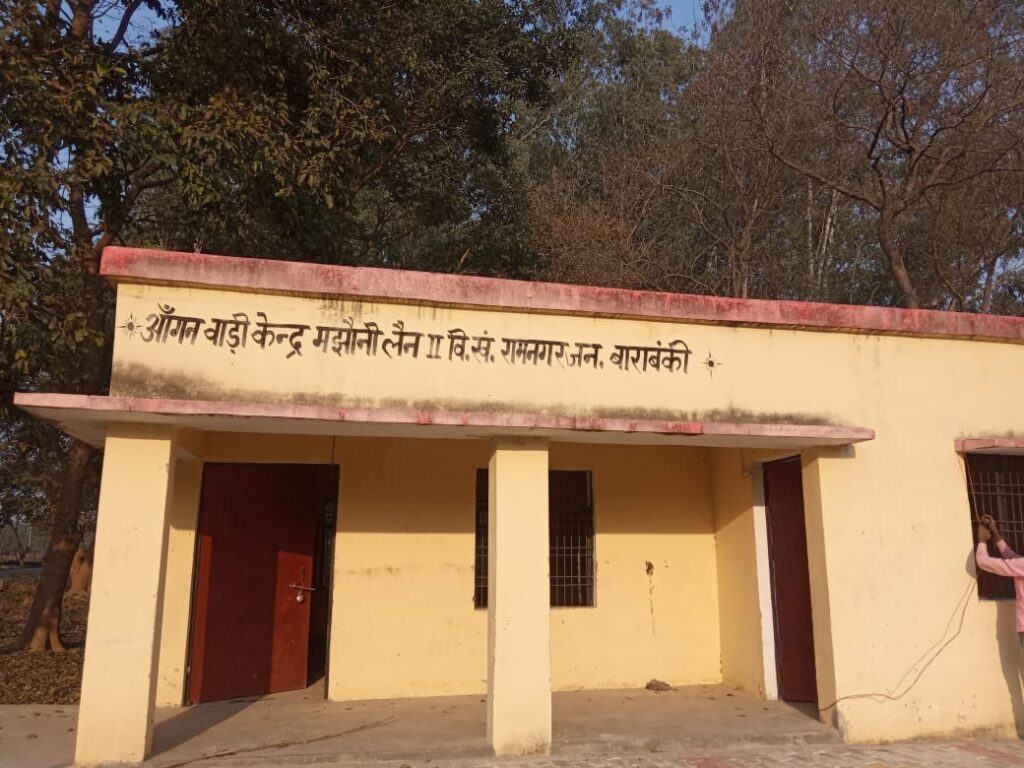 आँगन वाड़ी केन्द्र मझौनी लैन II वि.खं. रामनगर जन. बाराबंकी